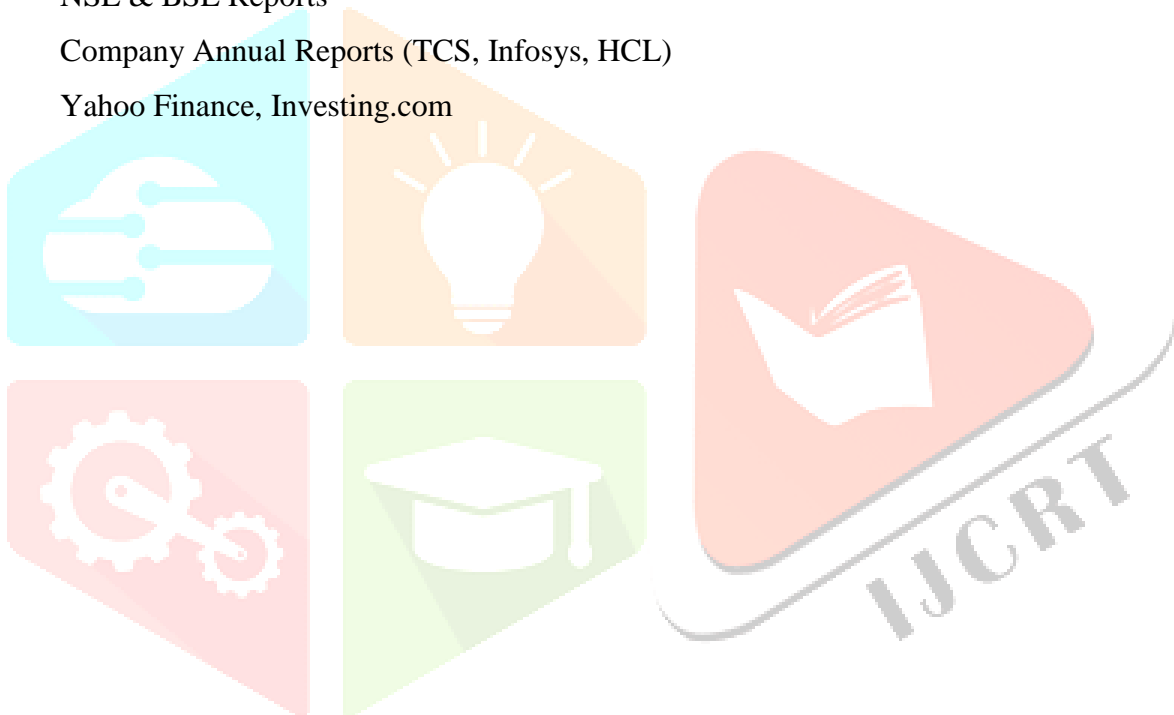 NSE & BSE Reports
Company Annual Reports (TCS, Infosys, HCL)
Yahoo Finance, Investing.com
IJCRT